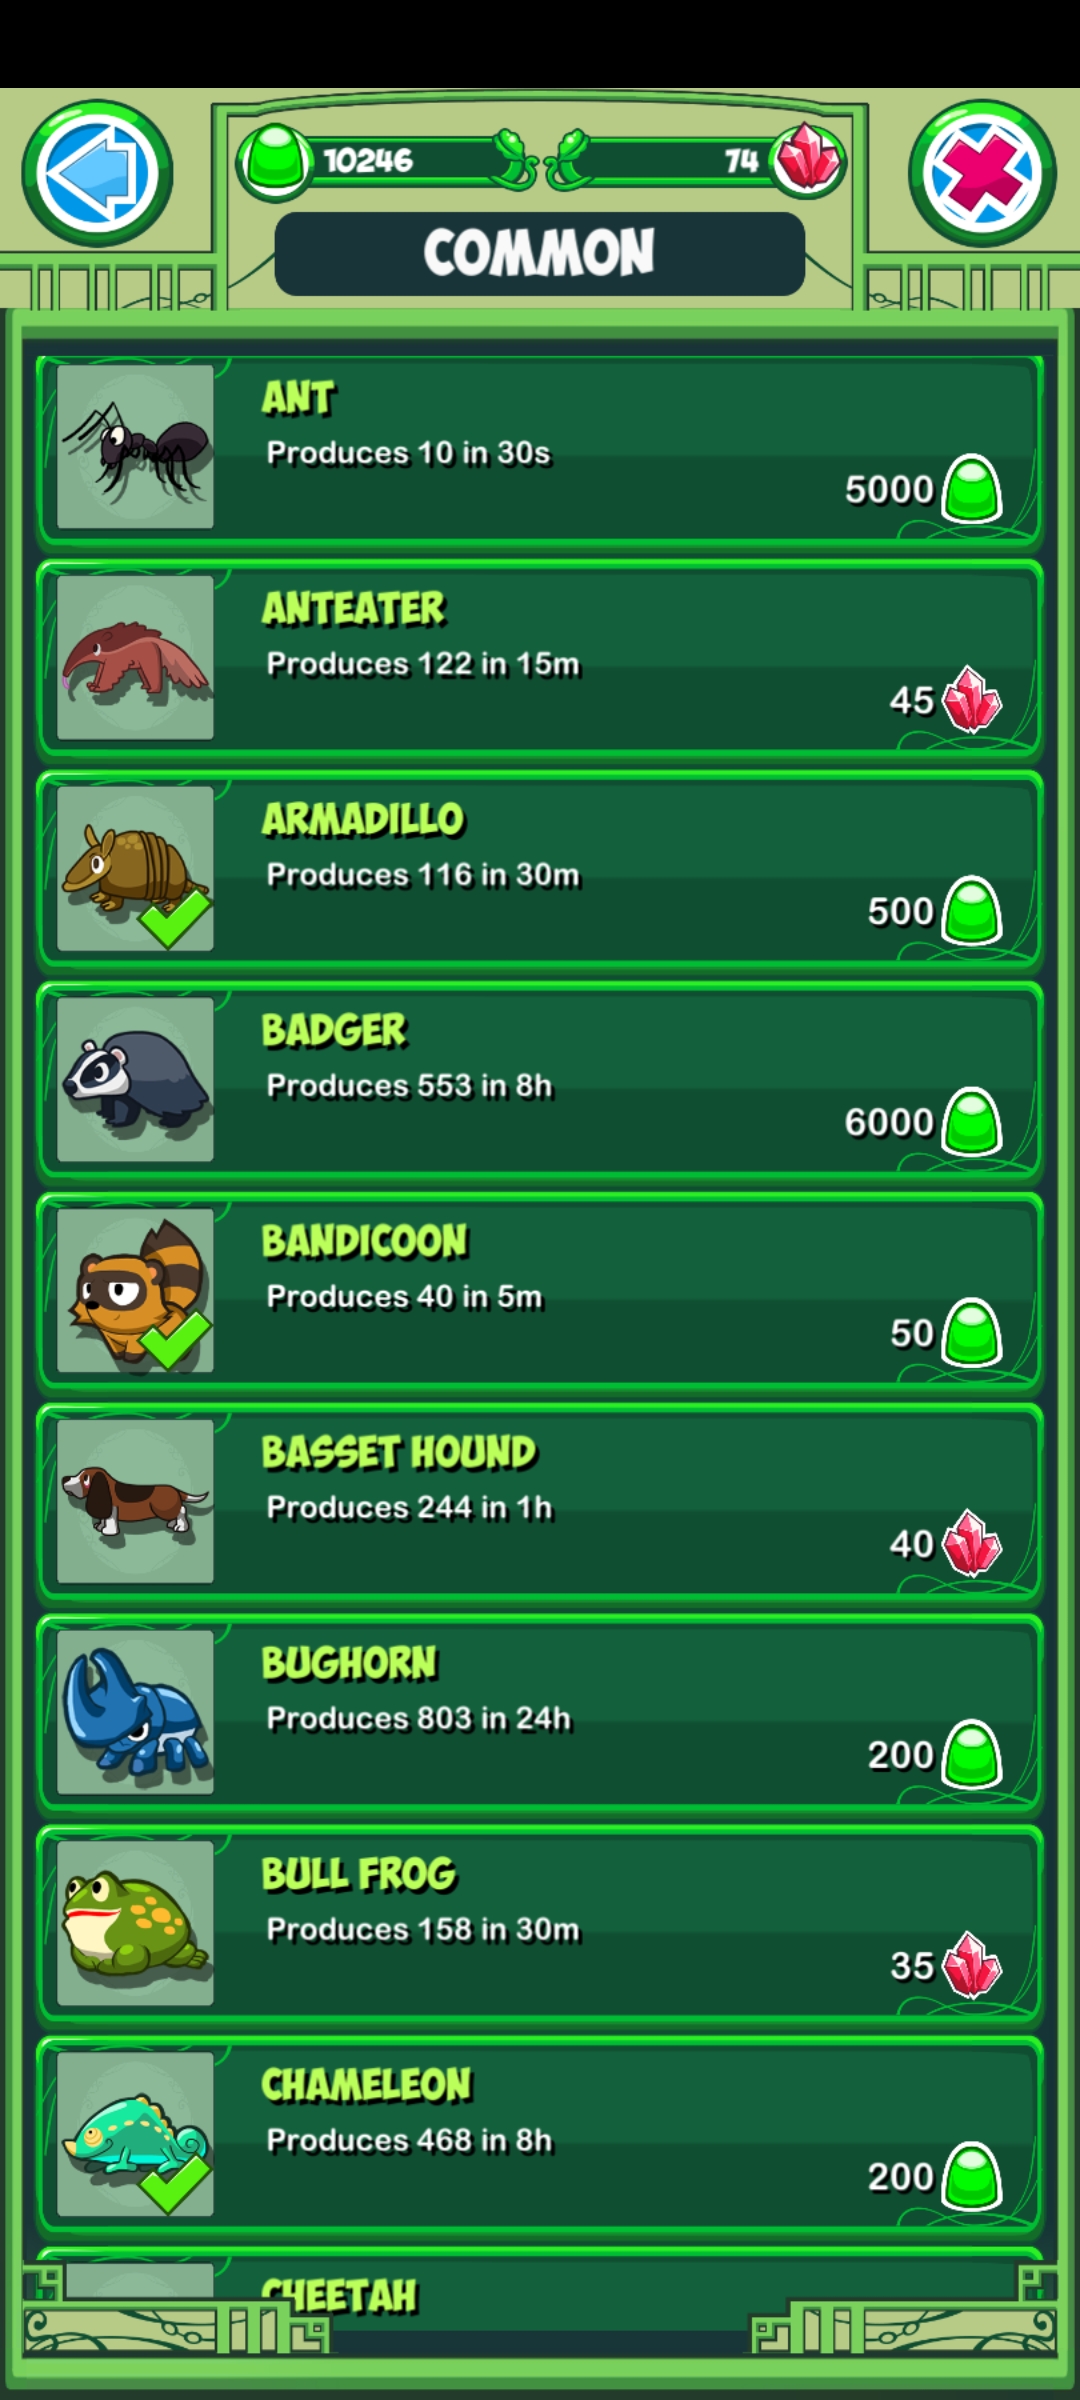 10246
74
COMMON
ANT
Produces 10 in 30s
5000
ANTEATER
Produces 122 in 15m
45
ARMADILLO
Produces 116 in 30m
500
BADGER
Produces 553 in 8h
6000
BANDICOON
Produces 40 in 5m
50
BASSET HOUND
Produces 244 in 1h
40
BUGHORN
Produces 803 in 24h
200
BULL FROG
Produces 158 in 30m
35
CHAMELEON
Produces 468 in 8h
200
CHEETAH